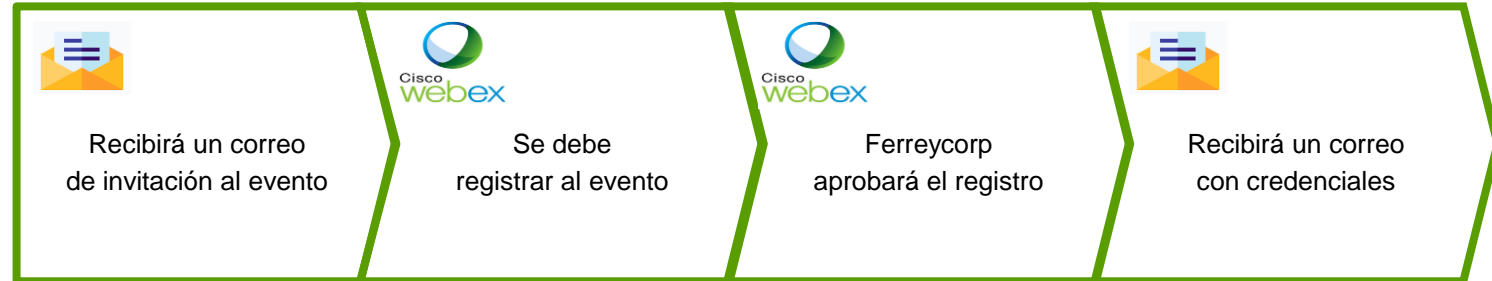 Recibirá un correo
de invitación al evento
Cisco
webex
Se debe
registrar al evento
Cisco
webex
Ferreycorp
aprobará el registro
Recibirá un correo
con credenciales